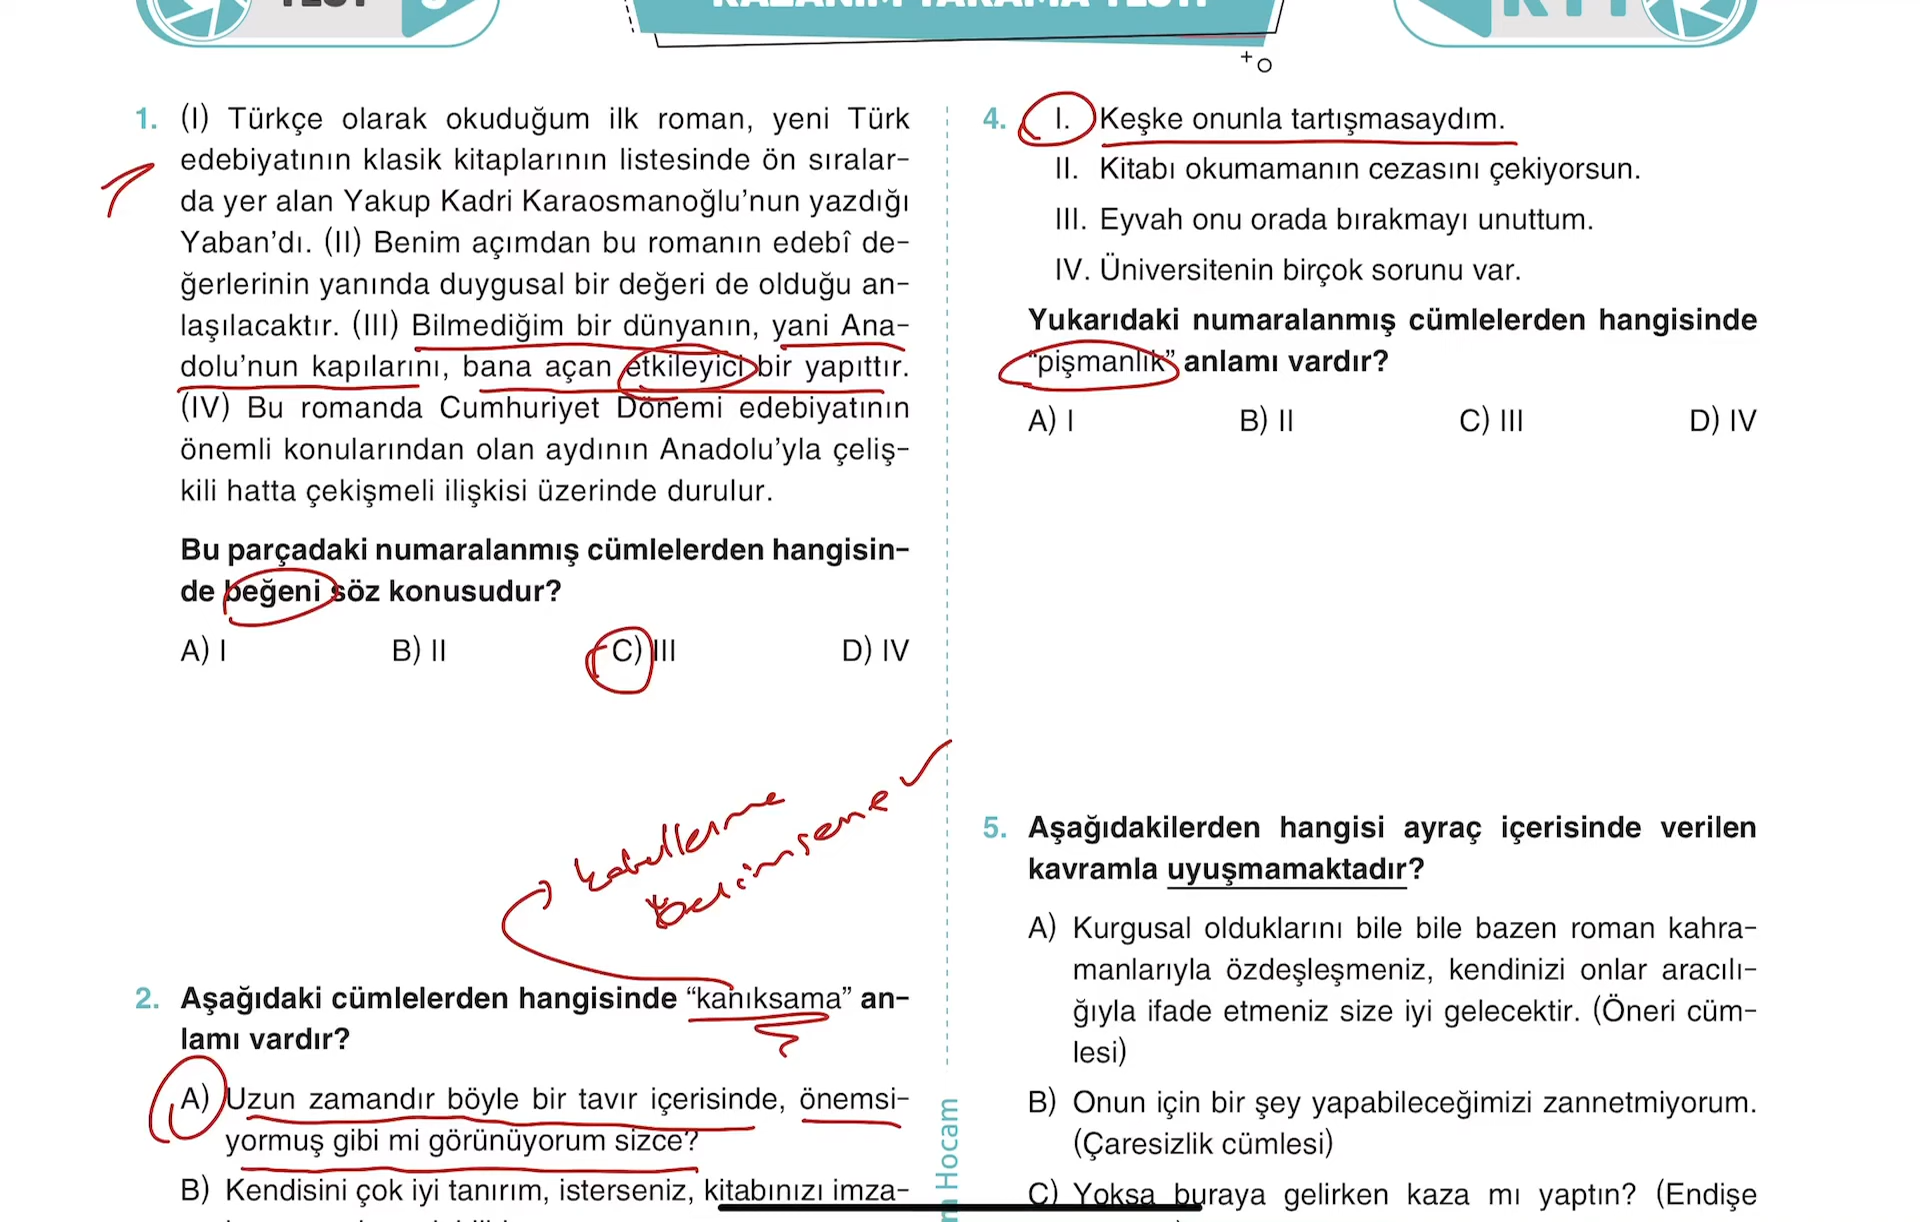 1. (I) Türkçe olarak okuduğum ilk roman, yeni Türk
edebiyatının klasik kitaplarının listesinde ön sıralar-
da yer alan Yakup Kadri Karaosmanoğlu’nun yazdığı
Yaban’dı. (II) Benim açımdan bu romanın edebî de-
ğerlerinin yanında duygusal bir değeri de olduğu an-
laşılacaktır. (III) Bilmediğim bir dünyanın, yani Ana-
dolu’nun kapılarını, bana açan etkileyici bir yapıttır.
(IV) Bu romanda Cumhuriyet Dönemi edebiyatının
önemli konularından olan aydının Anadolu’yla çeliş-
kili hatta çekişmeli ilişkisi üzerinde durulur.
Bu parçadaki numaralanmış cümlelerden hangisin-
de beğeni söz konusudur?
A) I B) II C) III D) IV
kabullenme
benimseme
2. Aşağıdaki cümlelerden hangisinde “kanıksama” an-
lamı vardır?
A) Uzun zamandır böyle bir tavır içerisinde, önemsi-
yormuş gibi mi görünüyorum sizce?
B) Kendisini çok iyi tanırım, isterseniz, kitabınızı imza-
Hocam
4. I. Keşke onunla tartışmasaydım.
II. Kitabı okumamanın cezasını çekiyorsun.
III. Eyvah onu orada bırakmayı unuttum.
IV. Üniversitenin birçok sorunu var.
Yukarıdaki numaralanmış cümlelerden hangisinde
“pişmanlık” anlamı vardır?
A) I B) II C) III D) IV
5. Aşağıdakilerden hangisi ayraç içerisinde verilen
kavramla uyuşmamaktadır?
A) Kurgusal olduklarını bile bile bazen roman kahra-
manlarıyla özdeşleşmeniz, kendinizi onlar aracılı-
ğıyla ifade etmeniz size iyi gelecektir. (Öneri cüm-
lesi)
B) Onun için bir şey yapabileceğimizi zannetmiyorum.
(Çaresizlik cümlesi)
C) Yoksa buraya gelirken kaza mı yaptın? (Endişe